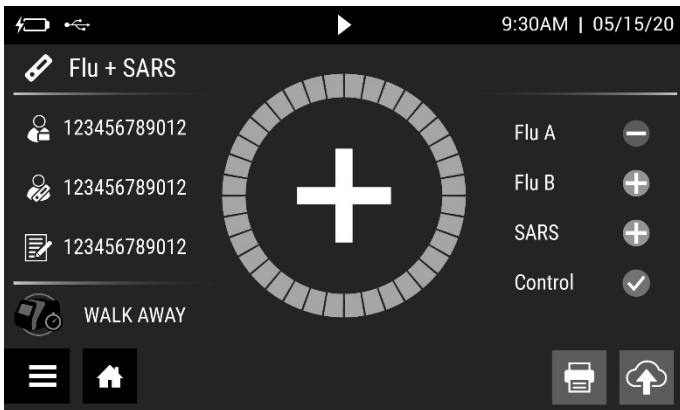 9:30AM | 05/15/20
Flu + SARS
123456789012
123456789012
123456789012
WALK AWAY
Flu A
Flu B
SARS
Control